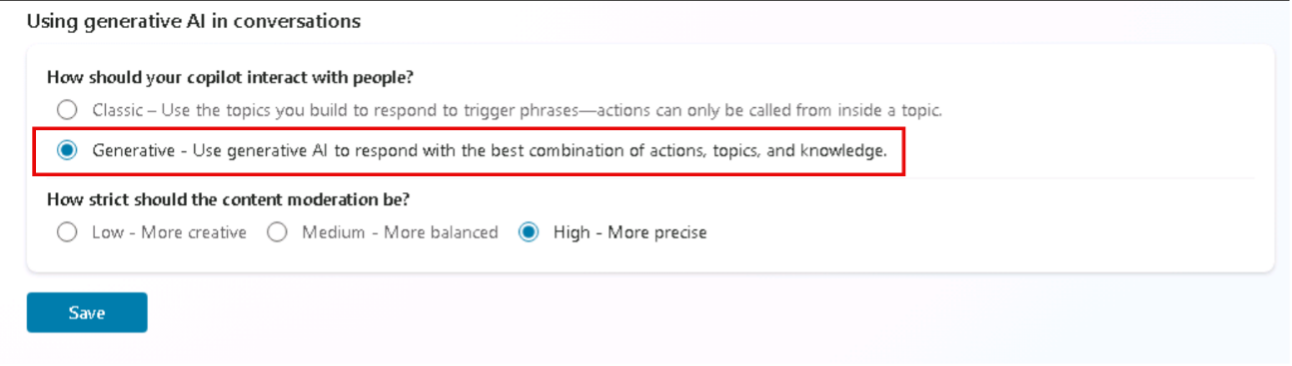 Using generative AI in conversations
How should your copilot interact with people?
Classic – Use the topics you build to respond to trigger phrases—actions can only be called from inside a topic.
Generative - Use generative AI to respond with the best combination of actions, topics, and knowledge.
How strict should the content moderation be?
Low - More creative Medium - More balanced High - More precise
Save